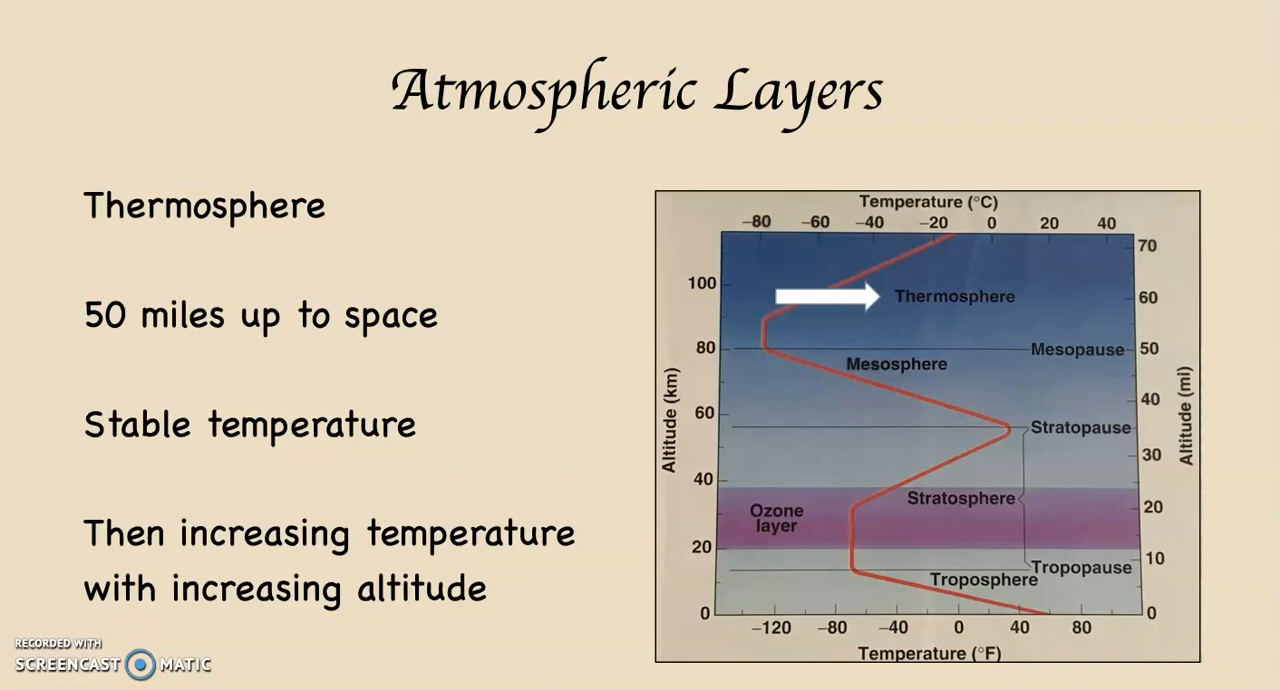 Atmospheric Layers
Thermosphere
50 miles up to space
Stable temperature
Then increasing temperature
with increasing altitude
Temperature (°C)
−80 −60 −40 −20 0 20 40
70
100
Thermosphere
60
80
Mesopause
50
Mesosphere
40
60
Stratopause
30
40
Stratosphere
20
Ozone
layer
20
10
Tropopause
Troposphere
0
0
−120 −80 −40 0 40 80
Temperature (°F)
Altitude (km)
Altitude (mi)
RECORDED WITH
SCREENCAST MATIC